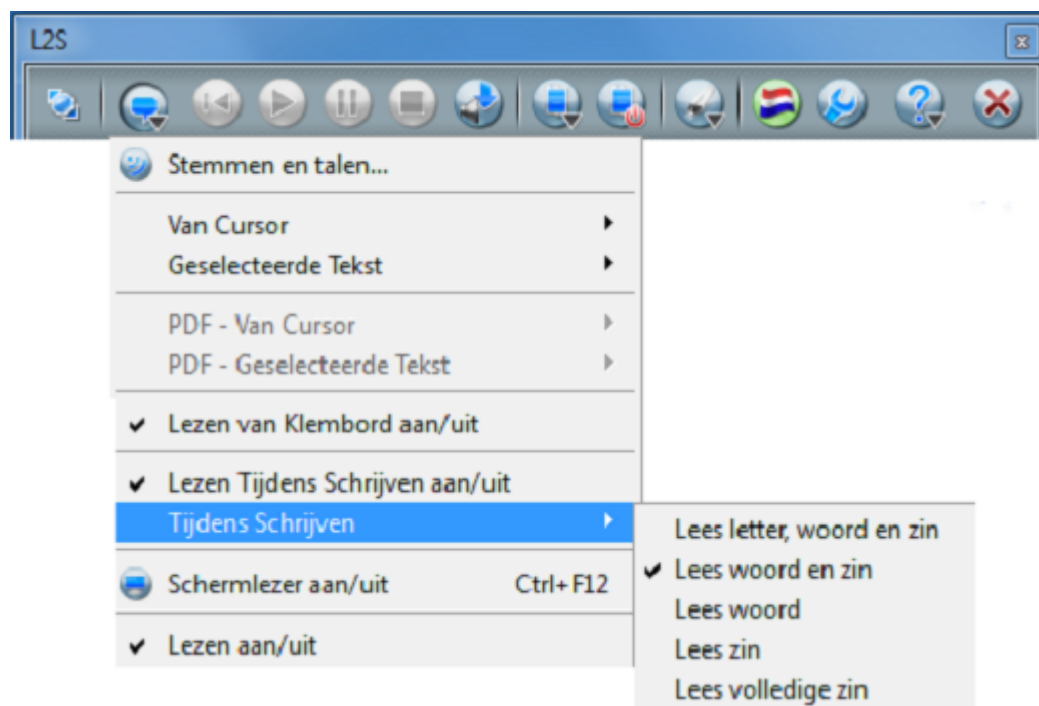 L2S
Stemmen en talen...
Van Cursor
Geselecteerde Tekst
PDF - Van Cursor
PDF - Geselecteerde Tekst
Lezen van Klembord aan/uit
Lezen Tijdens Schrijven aan/uit
Tijdens Schrijven
Schermlezer aan/uit Ctrl+F12
Lezen aan/uit
Lees letter, woord en zin
Lees woord en zin
Lees woord
Lees zin
Lees volledige zin